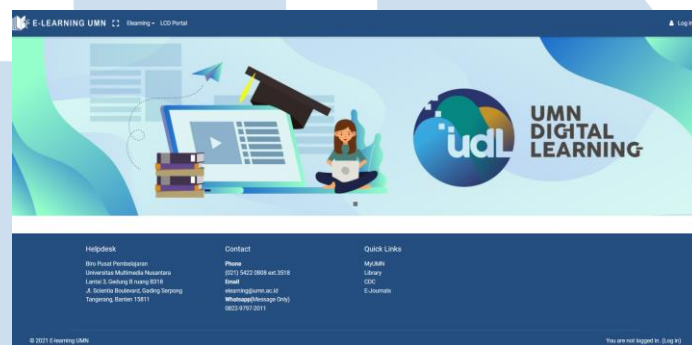 E-LEARNING UMN Elearning LCD Portal Log in
udl
UMN
DIGITAL
LEARNING
Helpdesk
Biro Pusat Pembelajaran
Universitas Multimedia Nusantara
Lantai 3, Gedung B ruang B318
Jl. Scientia Boulevard, Gading Serpong
Tangerang, Banten 15811
Contact
Phone
(021) 5422 0808 ext.3518
Email
elearning@umn.ac.id
Whatsapp(Message Only)
0823-9797-2011
Quick Links
MyUMN
Library
CDC
E-Journals
© 2021 E-learning UMN
You are not logged in. (Log in)